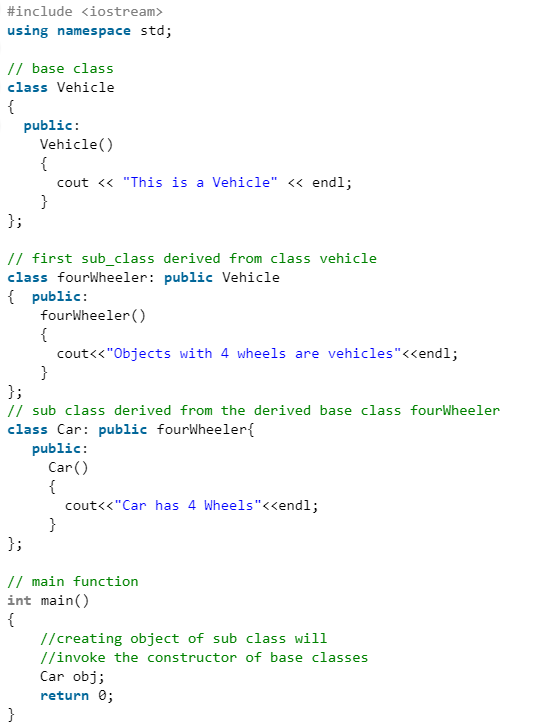 #include <iostream>
using namespace std;

// base class
class Vehicle
{
  public:
    Vehicle()
    {
      cout << "This is a Vehicle" << endl;
    }
};

// first sub_class derived from class vehicle
class fourWheeler: public Vehicle
{  public:
    fourWheeler()
    {
      cout<<"Objects with 4 wheels are vehicles"<<endl;
    }
};
// sub class derived from the derived base class fourWheeler
class Car: public fourWheeler{
   public:
     Car()
     {
       cout<<"Car has 4 Wheels"<<endl;
     }
};

// main function
int main()
{
    //creating object of sub class will
    //invoke the constructor of base classes
    Car obj;
    return 0;
}